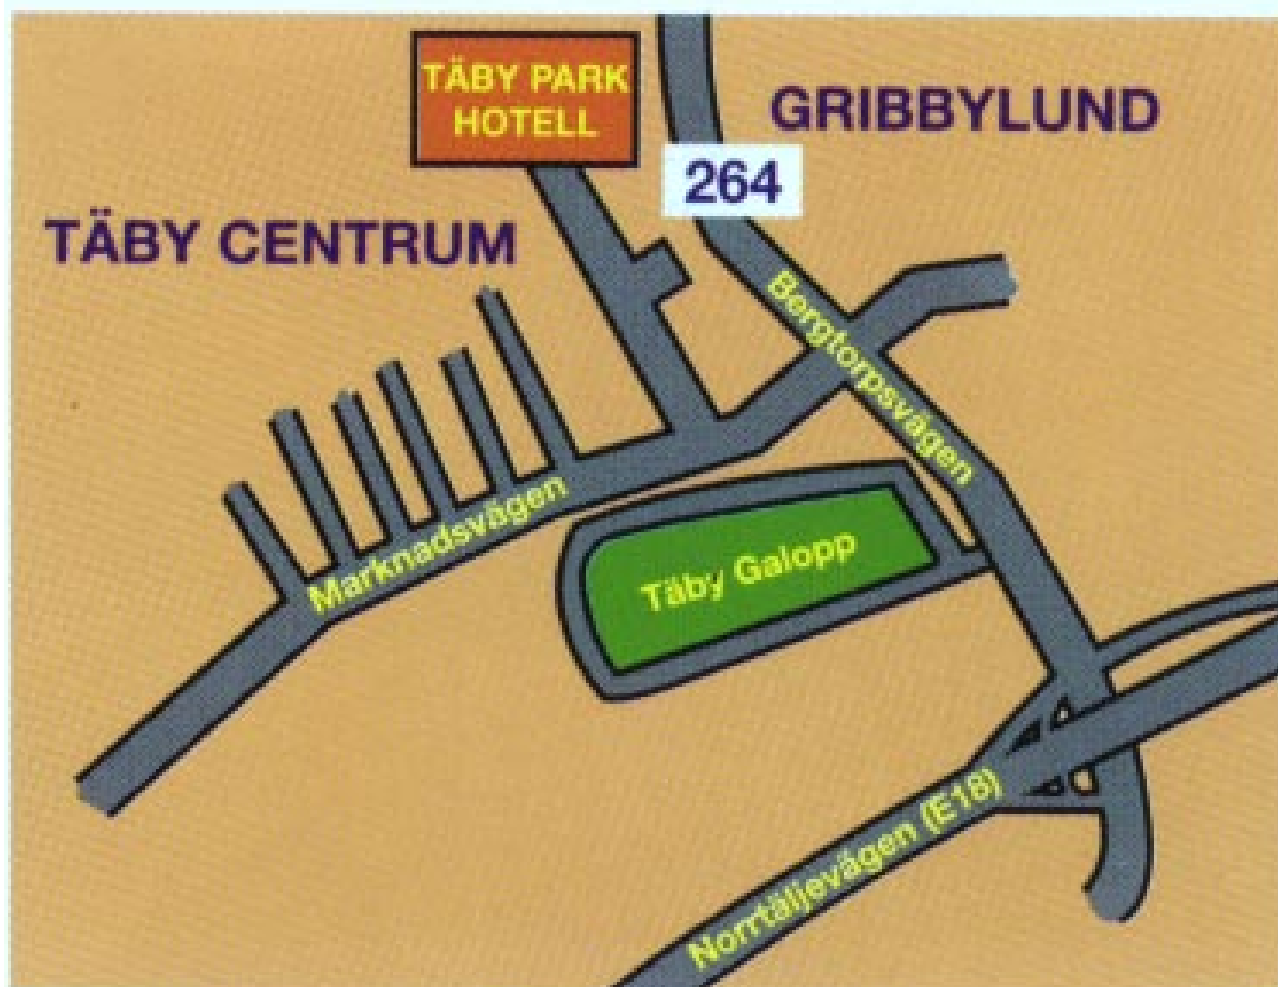 TÄBY PARK
HOTELL
GRIBBYLUND
264
TÄBY CENTRUM
Bergtorpsvägen
Marknadsvägen
Täby Galopp
Norrtäljevägen (E18)